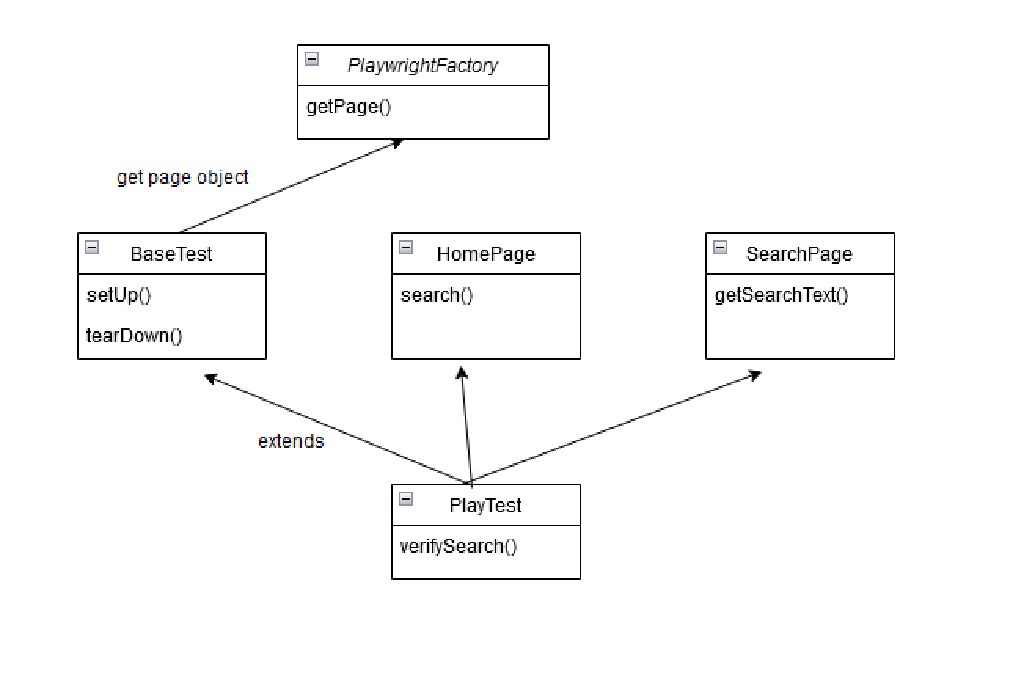 PlaywrightFactory
getPage()
get page object
BaseTest
setUp()
tearDown()
HomePage
search()
SearchPage
getSearchText()
extends
PlayTest
verifySearch()